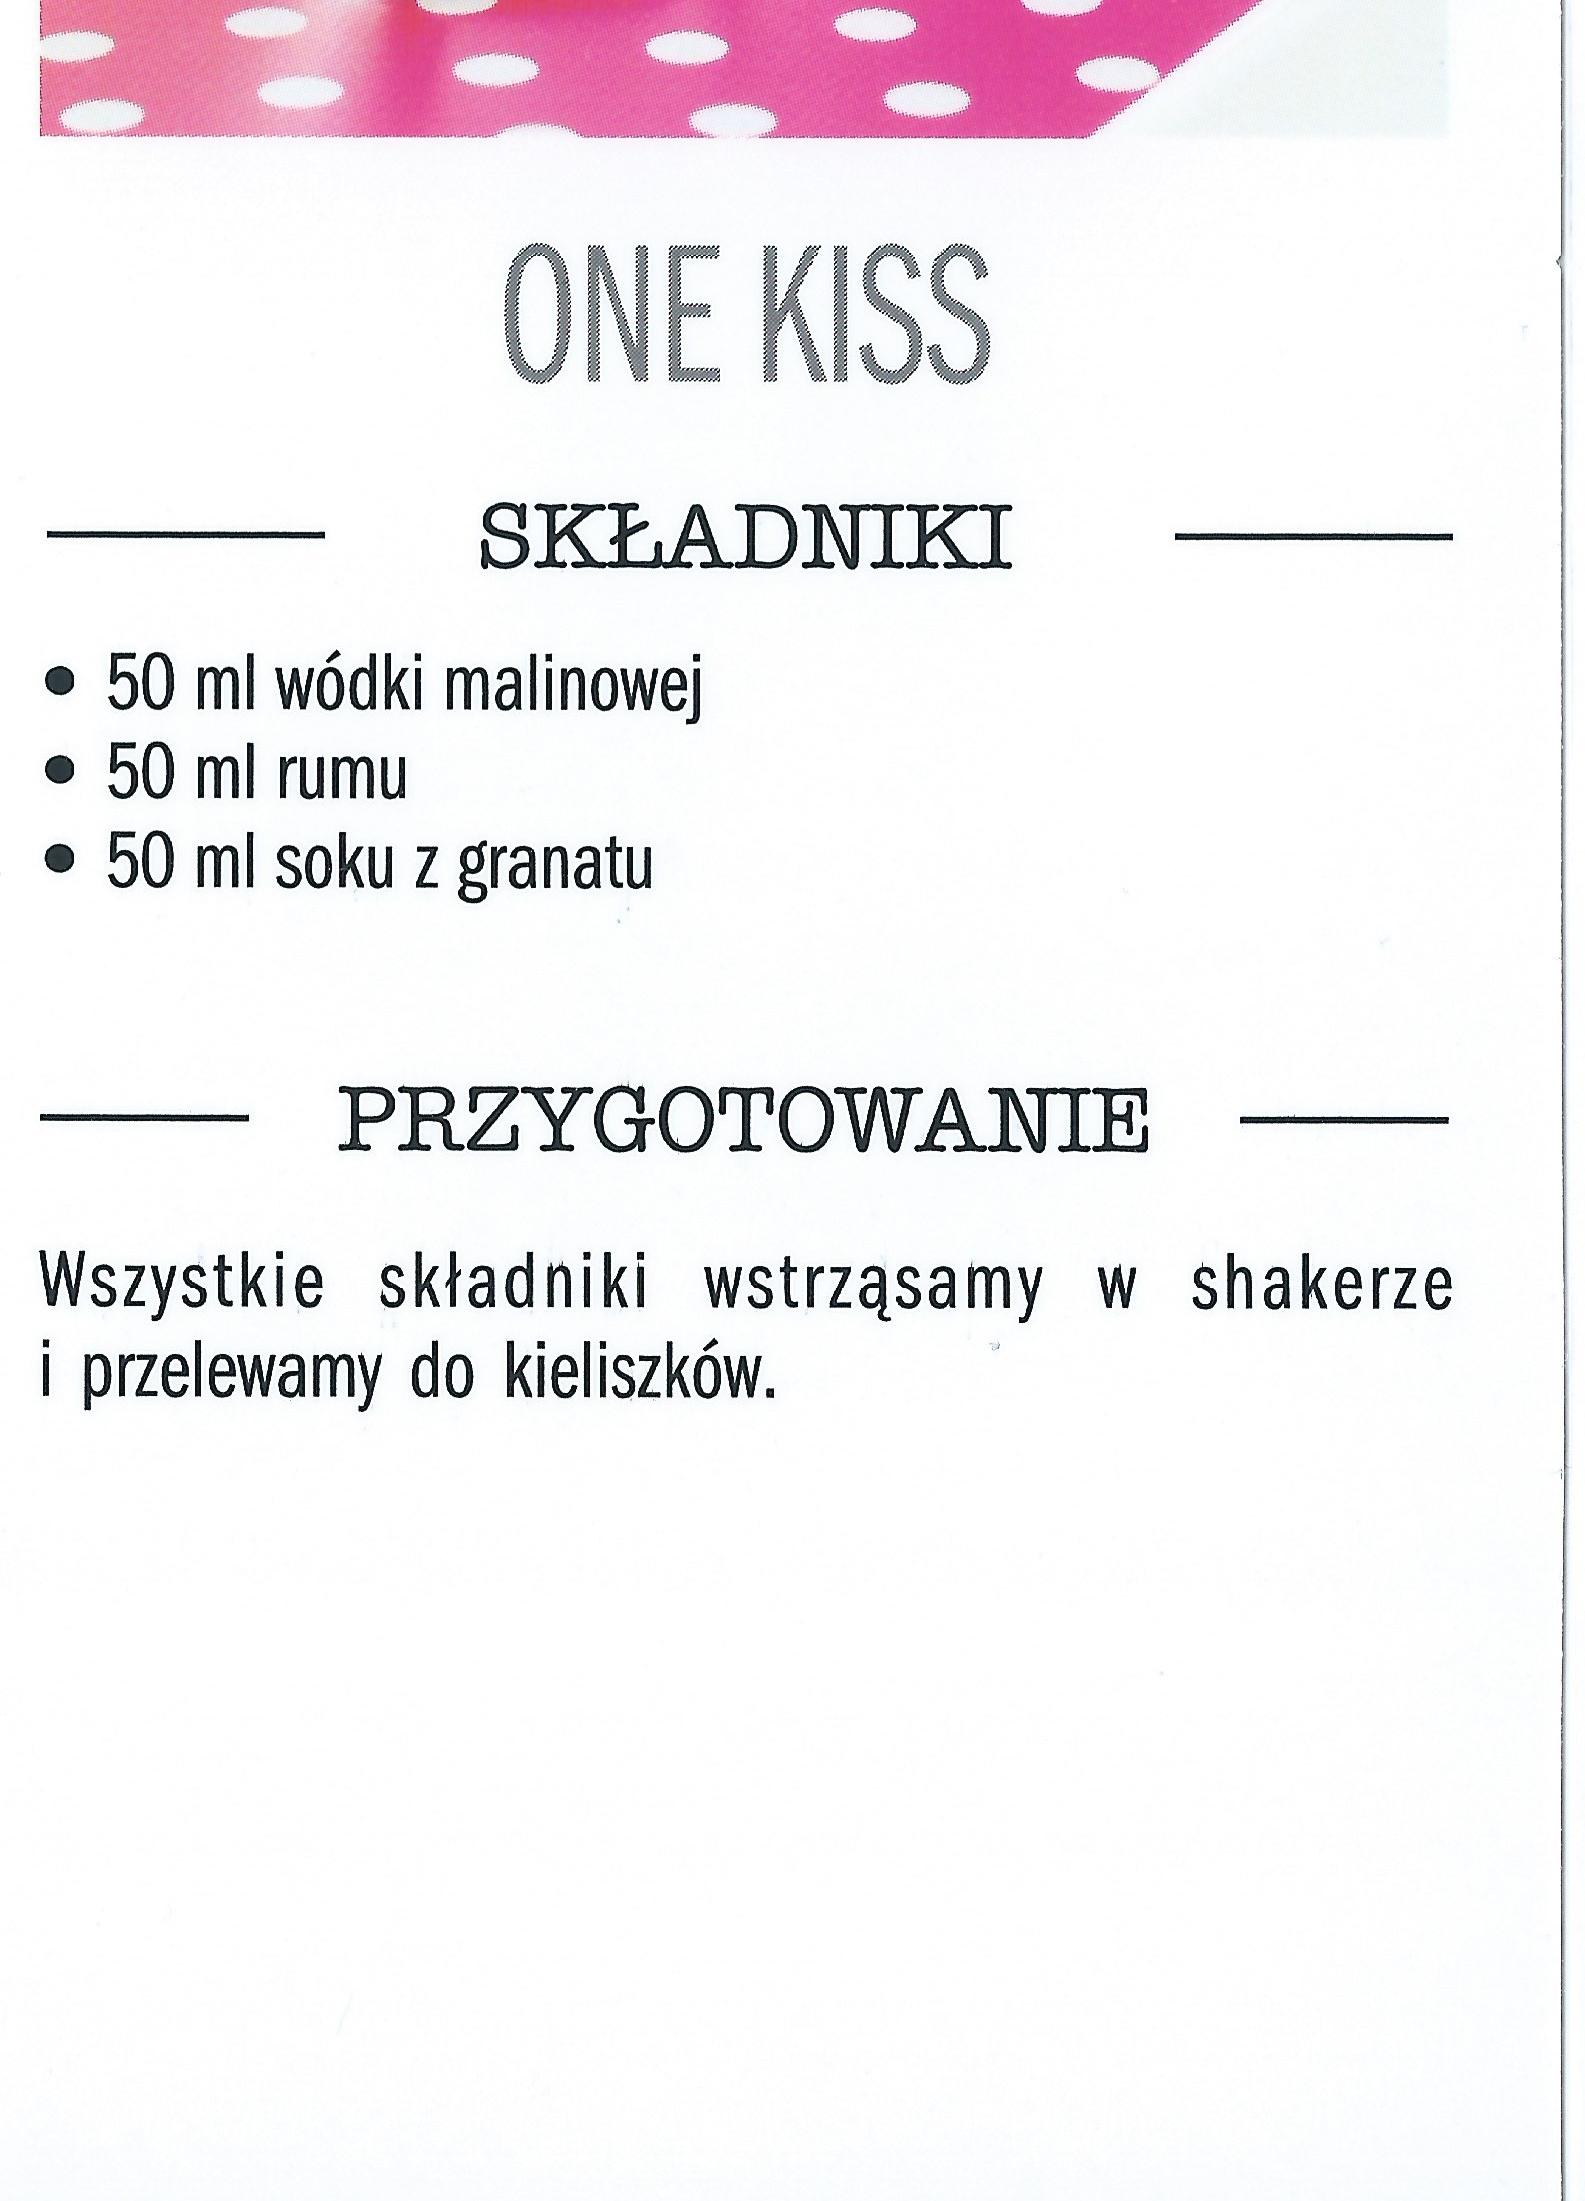 ONE KISS
SKŁADNIKI
• 50 ml wódki malinowej
• 50 ml rumu
• 50 ml soku z granatu
PRZYGOTOWANIE
Wszystkie składniki wstrząsamy w shakerze
i przelewamy do kieliszków.